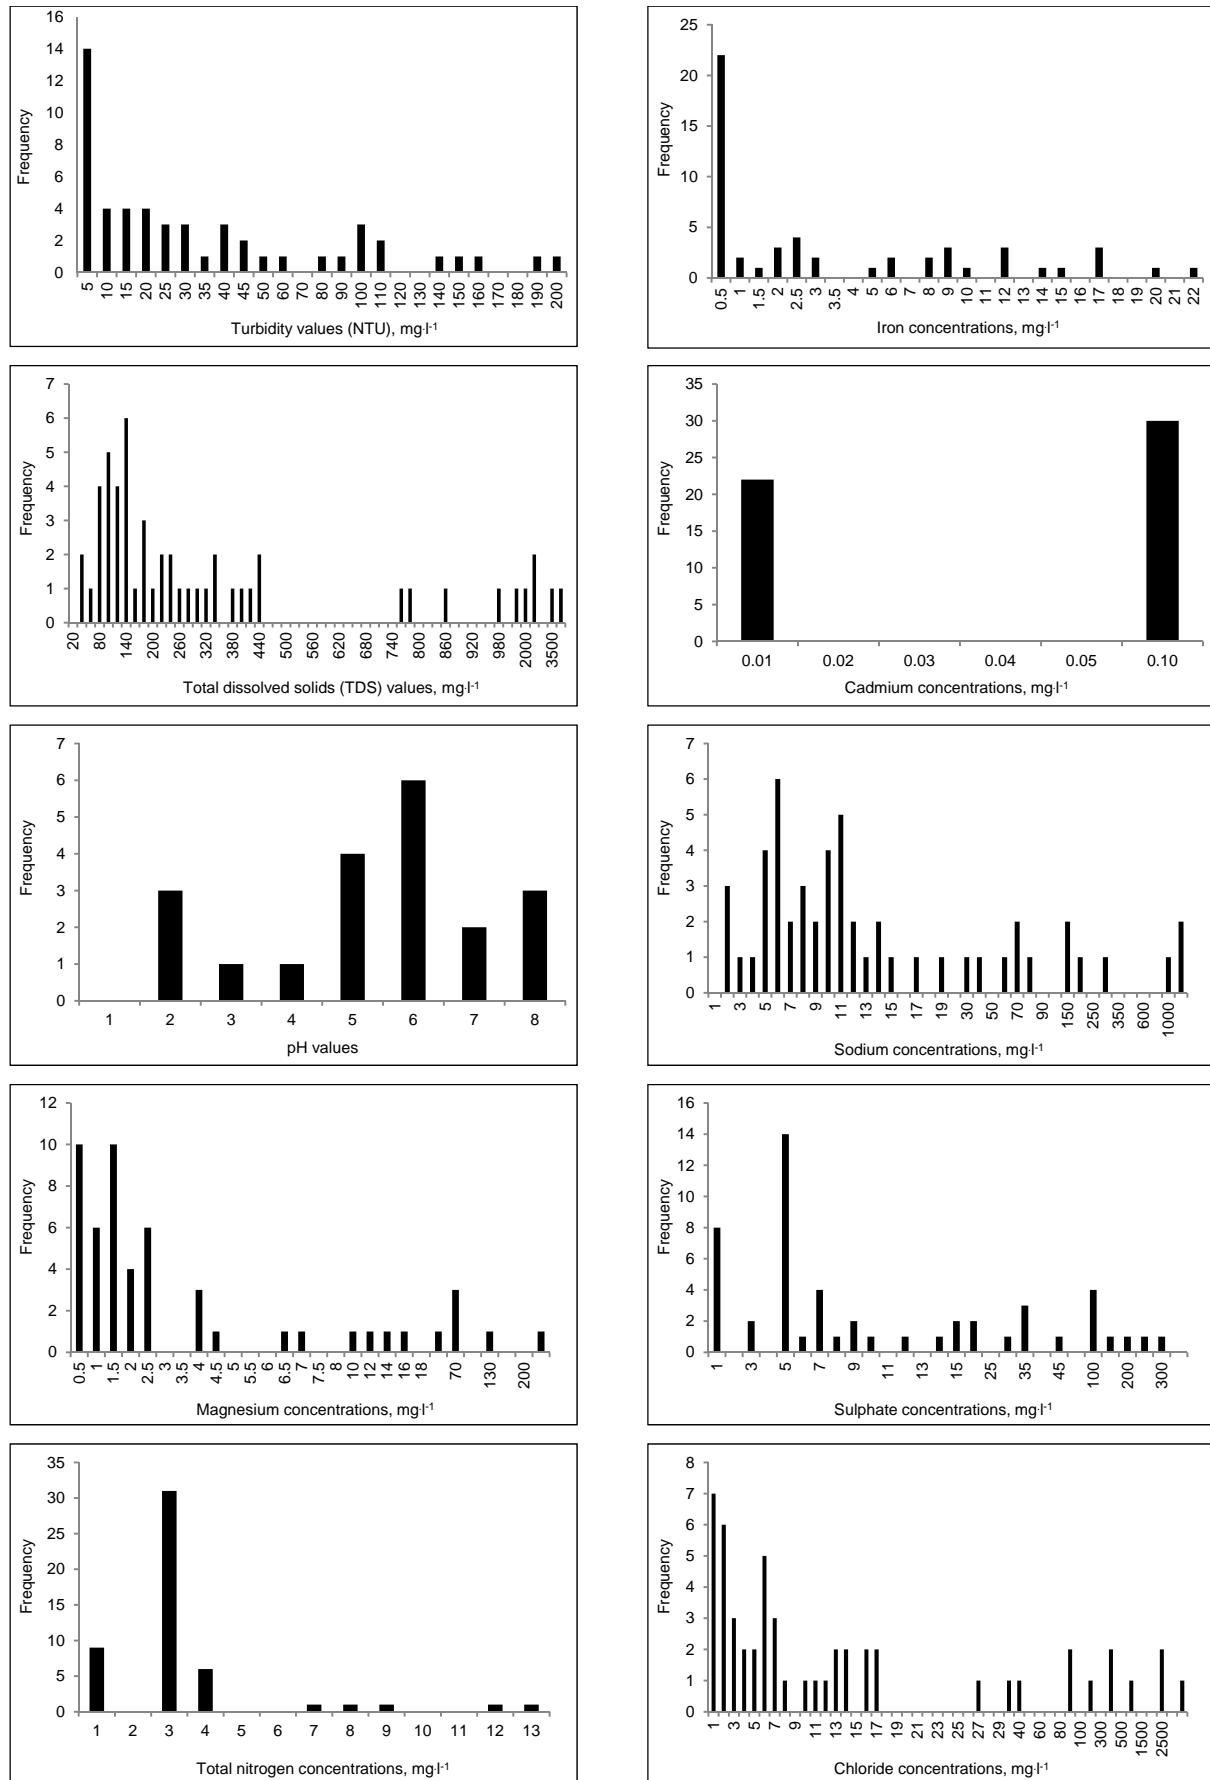 16
14
12
10
8
6
4
2
0
Frequency
5 10 15 20 25 30 35 40 45 50 60 70 80 90 100 110 120 130 140 150 160 170 180 190 200
Turbidity values (NTU), mg·l-1
25
20
15
10
5
0
Frequency
0.5 1 1.5 2 2.5 3 3.5 4 5 6 7 8 9 10 11 12 13 14 15 16 17 18 19 20 21 22
Iron concentrations, mg·l-1
7
6
5
4
3
2
1
0
Frequency
20 80 140 200 260 320 380 440 500 560 620 680 740 800 860 920 980 2000 3500
Total dissolved solids (TDS) values, mg·l-1
35
30
25
20
15
10
5
0
Frequency
0.01 0.02 0.03 0.04 0.05 0.10
Cadmium concentrations, mg·l-1
7
6
5
4
3
2
1
0
Frequency
1 2 3 4 5 6 7 8
pH values
7
6
5
4
3
2
1
0
Frequency
1 3 5 7 9 11 13 15 17 19 30 50 70 90 150 250 350 600 1000
Sodium concentrations, mg·l-1
12
10
8
6
4
2
0
Frequency
0.5 1 1.5 2 2.5 3 3.5 4 4.5 5 5.5 6 6.5 7 7.5 8 10 12 14 16 18 70 130 200
Magnesium concentrations, mg·l-1
16
14
12
10
8
6
4
2
0
Frequency
1 3 5 7 9 11 13 15 25 35 45 100 200 300
Sulphate concentrations, mg·l-1
35
30
25
20
15
10
5
0
Frequency
1 2 3 4 5 6 7 8 9 10 11 12 13
Total nitrogen concentrations, mg·l-1
8
7
6
5
4
3
2
1
0
Frequency
1 3 5 7 9 11 13 15 17 19 21 23 25 27 29 40 60 80 100 300 500 1500 2500
Chloride concentrations, mg·l-1